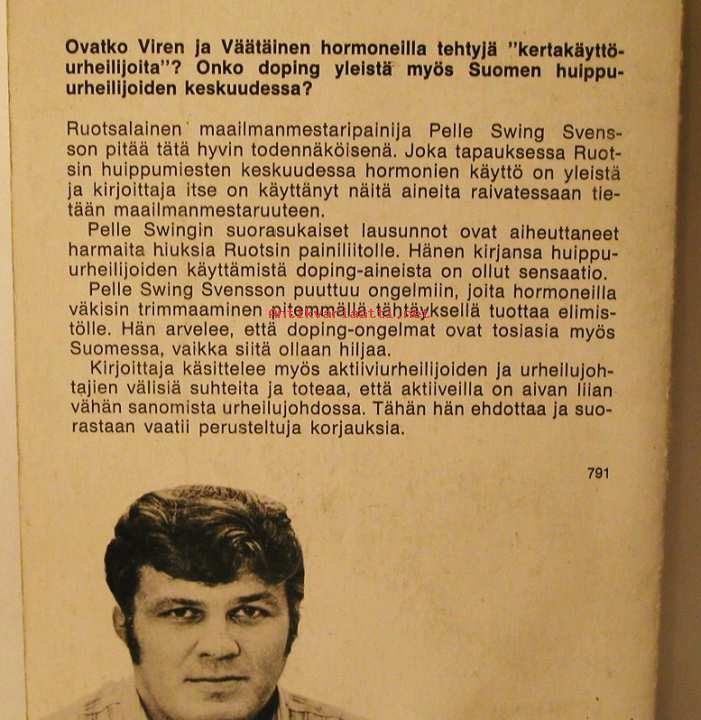 Ovatko Viren ja Väätäinen hormoneilla tehtyjä "kertakäyttö-
urheilijoita"? Onko doping yleistä myös Suomen huippu-
urheilijoiden keskuudessa?
Ruotsalainen maailmanmestaripainija Pelle Swing Svens-
son pitää tätä hyvin todennäköisenä. Joka tapauksessa Ruot-
sin huippumiesten keskuudessa hormonien käyttö on yleistä
ja kirjoittaja itse on käyttänyt näitä aineita raivatessaan tie-
tään maailmanmestaruuteen.
Pelle Swingin suorasukaiset lausunnot ovat aiheuttaneet
harmaita hiuksia Ruotsin painiliitolle. Hänen kirjansa huippu-
urheilijoiden käyttämistä doping-aineista on ollut sensaatio.
Pelle Swing Svensson puuttuu ongelmiin, joita hormoneilla
väkisin trimmaaminen pitemmällä tähtäyksellä tuottaa elimis-
tölle. Hän arvelee, että doping-ongelmat ovat tosiasia myös
Suomessa, vaikka siitä ollaan hiljaa.
Kirjoittaja käsittelee myös aktiiviurheilijoiden ja urheilujoh-
tajien välisiä suhteita ja toteaa, että aktiiveilla on aivan liian
vähän sanomista urheilujohdossa. Tähän hän ehdottaa ja suo-
rastaan vaatii perusteltuja korjauksia.
791
antikvariaatti.net